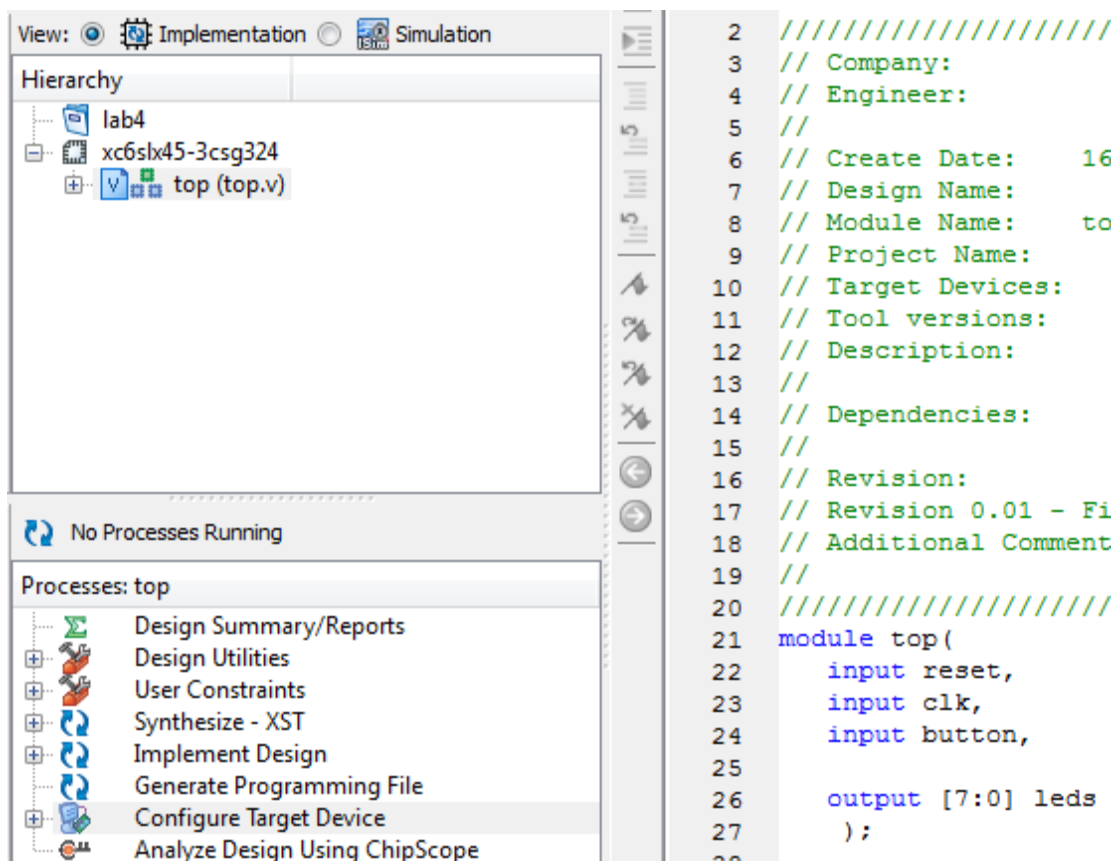 View: Implementation Simulation
Hierarchy
lab4
xc6slx45-3csg324
top (top.v)
No Processes Running
Processes: top
Design Summary/Reports
Design Utilities
User Constraints
Synthesize - XST
Implement Design
Generate Programming File
Configure Target Device
Analyze Design Using ChipScope
2 /////////////////////
3 // Company:
4 // Engineer:
5 //
6 // Create Date: 16
7 // Design Name:
8 // Module Name: to
9 // Project Name:
10 // Target Devices:
11 // Tool versions:
12 // Description:
13 //
14 // Dependencies:
15 //
16 // Revision:
17 // Revision 0.01 - Fi
18 // Additional Comment
19 //
20 /////////////////////
21 module top(
22 input reset,
23 input clk,
24 input button,
25
26 output [7:0] leds
27 );